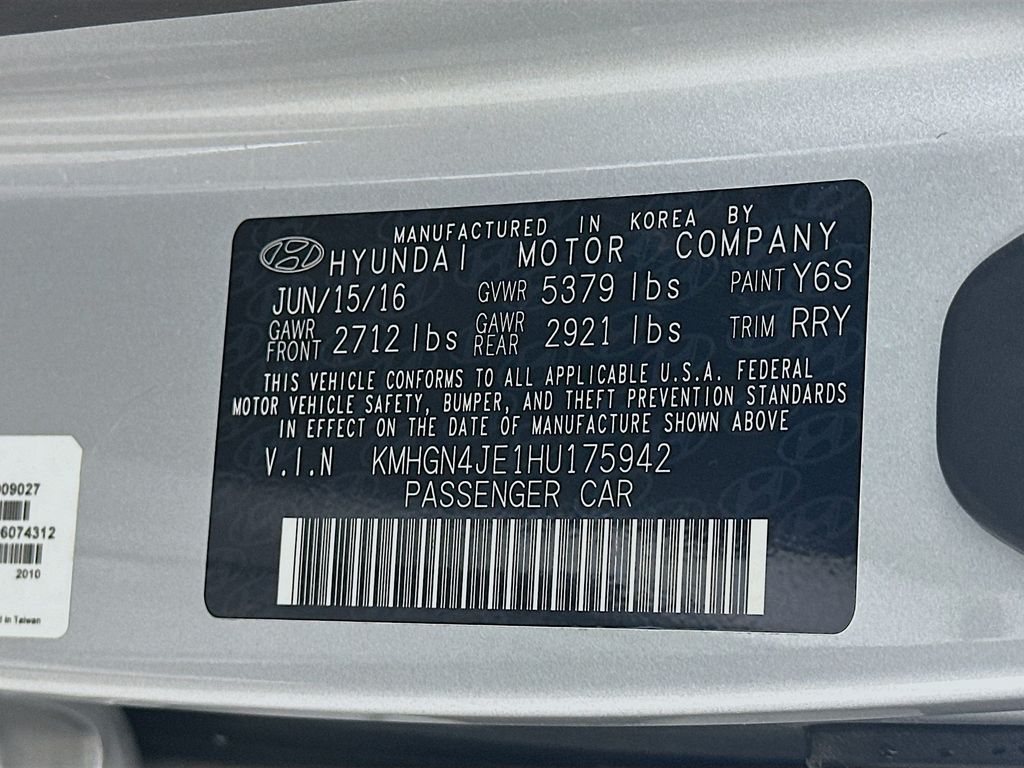 MANUFACTURED IN KOREA BY
HYUNDAI MOTOR COMPANY
JUN/15/16 GVWR 5379 lbs PAINT Y6S
GAWR FRONT 2712 lbs GAWR REAR 2921 lbs TRIM RRY
THIS VEHICLE CONFORMS TO ALL APPLICABLE U.S.A. FEDERAL
MOTOR VEHICLE SAFETY, BUMPER, AND THEFT PREVENTION STANDARDS
IN EFFECT ON THE DATE OF MANUFACTURE SHOWN ABOVE
V.I.N KMHGN4JE1HU175942
PASSENGER CAR
009027
6074312
2010
in Taiwan